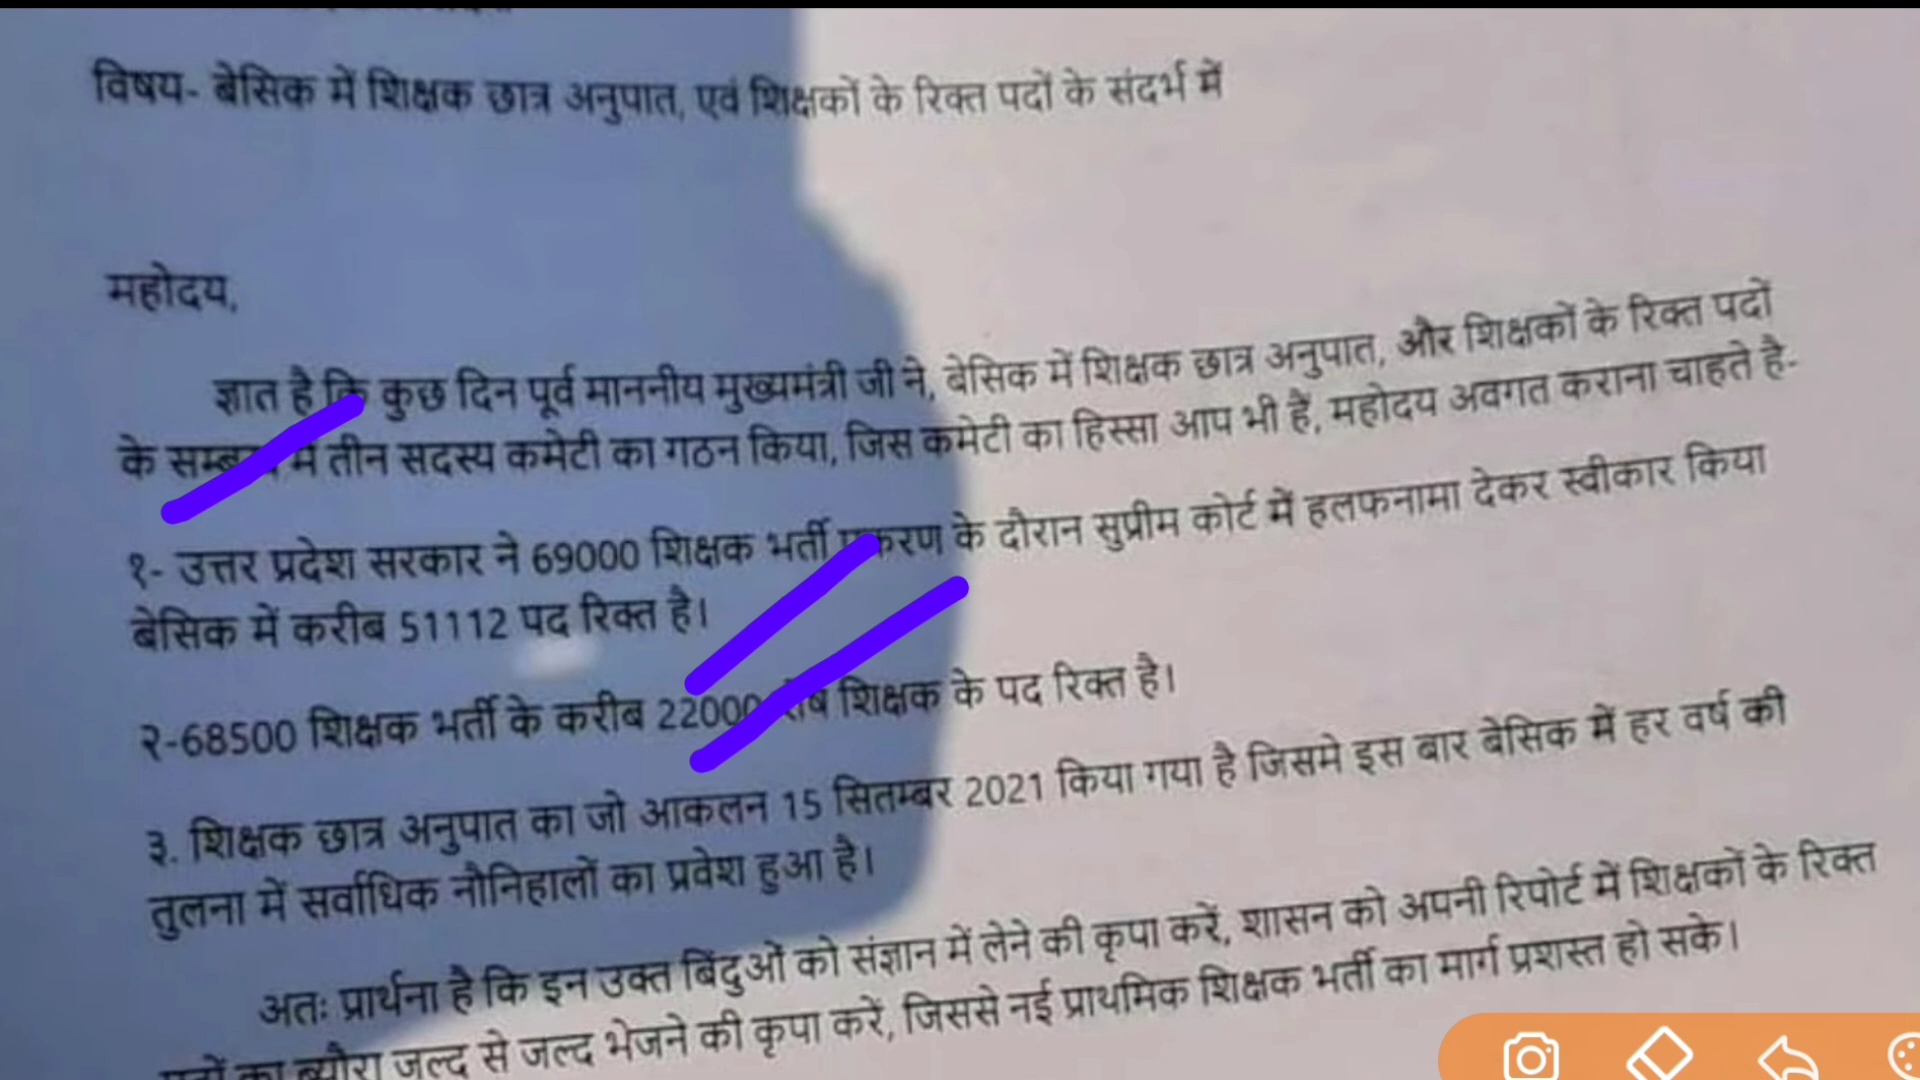 विषय- बेसिक में शिक्षक छात्र अनुपात, एवं शिक्षकों के रिक्त पदों के संदर्भ में
महोदय,
ज्ञात है कि कुछ दिन पूर्व माननीय मुख्यमंत्री जी ने, बेसिक में शिक्षक छात्र अनुपात, और शिक्षकों के रिक्त पदों
के में तीन सदस्य कमेटी का गठन किया, जिस कमेटी का हिस्सा आप भी हैं, महोदय अवगत कराना चाहते है-
१- उत्तर प्रदेश सरकार ने 69000 शिक्षक भर्ती प्रकरण के दौरान सुप्रीम कोर्ट में हलफनामा देकर स्वीकार किया
बेसिक में करीब 51112 पद रिक्त है।
२-68500 शिक्षक भर्ती के करीब 22000 शिक्षक के पद रिक्त है।
३. शिक्षक छात्र अनुपात का जो आकलन 15 सितम्बर 2021 किया गया है जिसमे इस बार बेसिक में हर वर्ष की
तुलना में सर्वाधिक नौनिहालों का प्रवेश हुआ है।
अतः प्रार्थना है कि इन उक्त बिंदुओं को संज्ञान में लेने की कृपा करें, शासन को अपनी रिपोर्ट में शिक्षकों के रिक्त
का ब्यौरा जल्द से जल्द भेजने की कृपा करें, जिससे नई प्राथमिक शिक्षक भर्ती का मार्ग प्रशस्त हो सके।